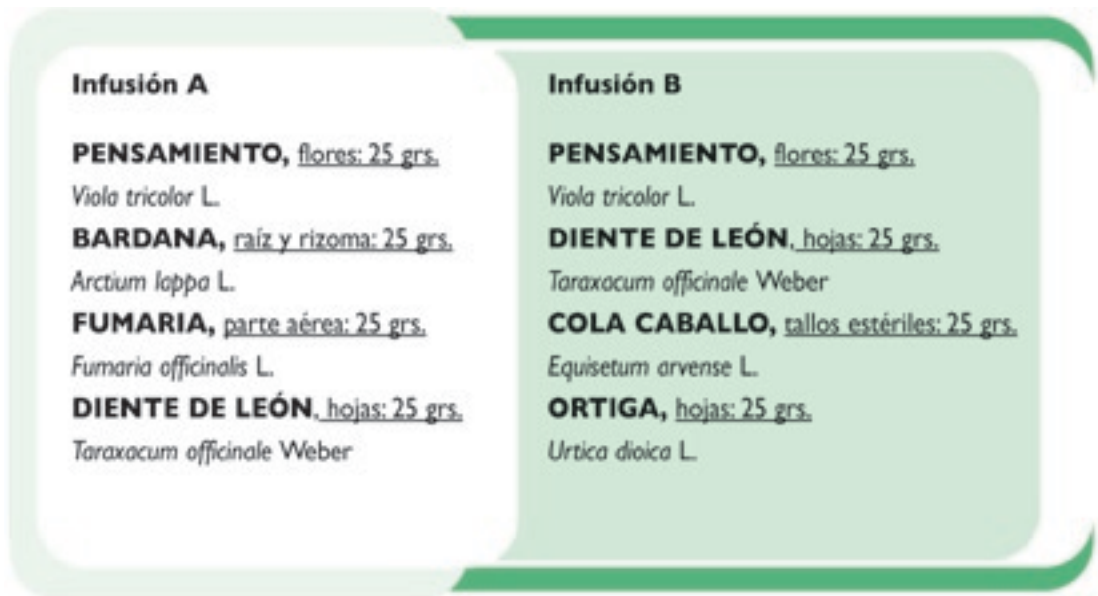 Infusión A
PENSAMIENTO, flores: 25 grs.
Viola tricolor L.
BARDANA, raíz y rizoma: 25 grs.
Arctium lappa L.
FUMARIA, parte aérea: 25 grs.
Fumaria officinalis L.
DIENTE DE LEÓN, hojas: 25 grs.
Taraxacum officinale Weber
Infusión B
PENSAMIENTO, flores: 25 grs.
Viola tricolor L.
DIENTE DE LEÓN, hojas: 25 grs.
Taraxacum officinale Weber
COLA CABALLO, tallos estériles: 25 grs.
Equisetum arvense L.
ORTIGA, hojas: 25 grs.
Urtica dioica L.